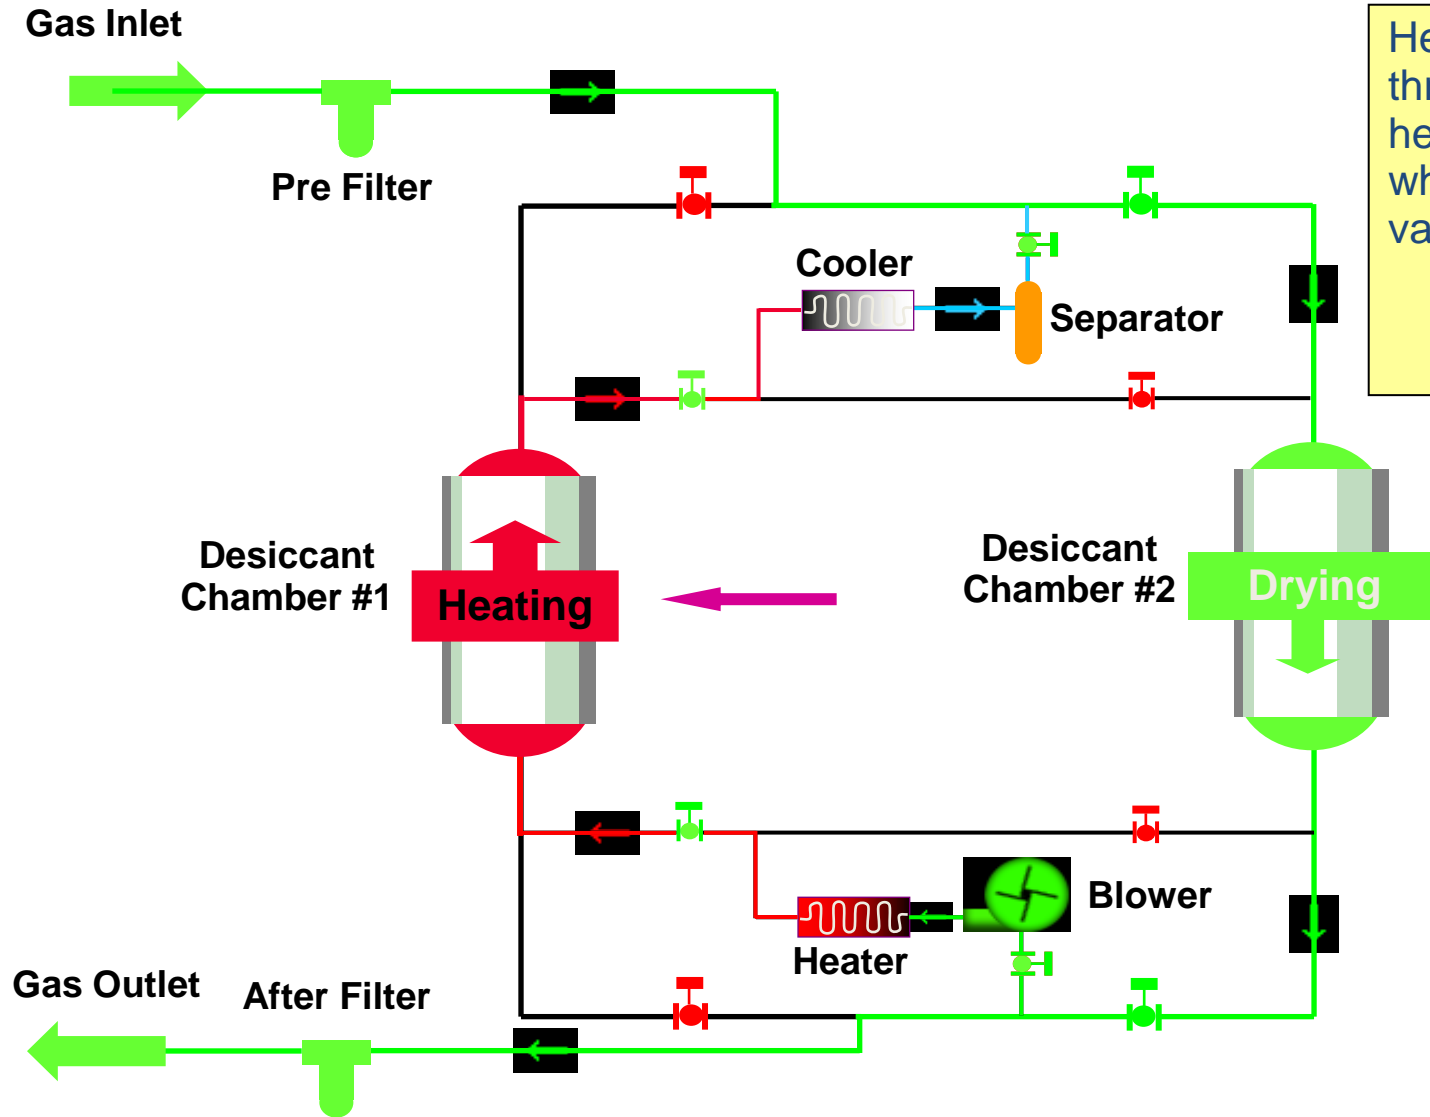 Gas Inlet
Pre Filter
Cooler
Separator
Desiccant
Chamber #1
Heating
Desiccant
Chamber #2
Drying
Blower
Heater
Gas Outlet
After Filter